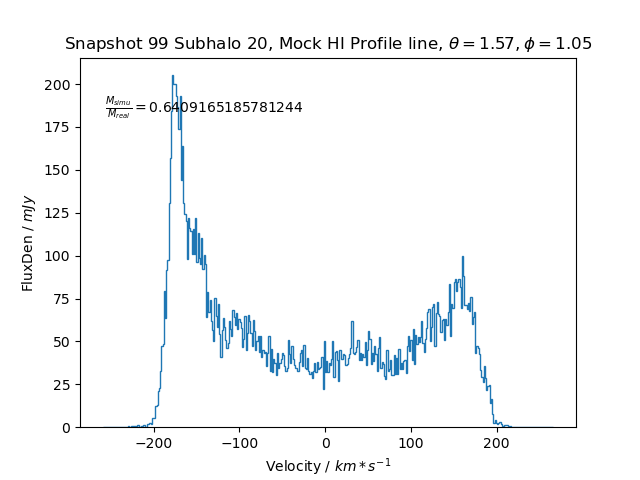 Snapshot 99 Subhalo 20, Mock HI Profile line, θ = 1.57, ϕ = 1.05
M_simu/M_real = 0.6409165185781244
FluxDen / mJy
200
175
150
125
100
75
50
25
0
−200 −100 0 100 200
Velocity / km * s⁻¹